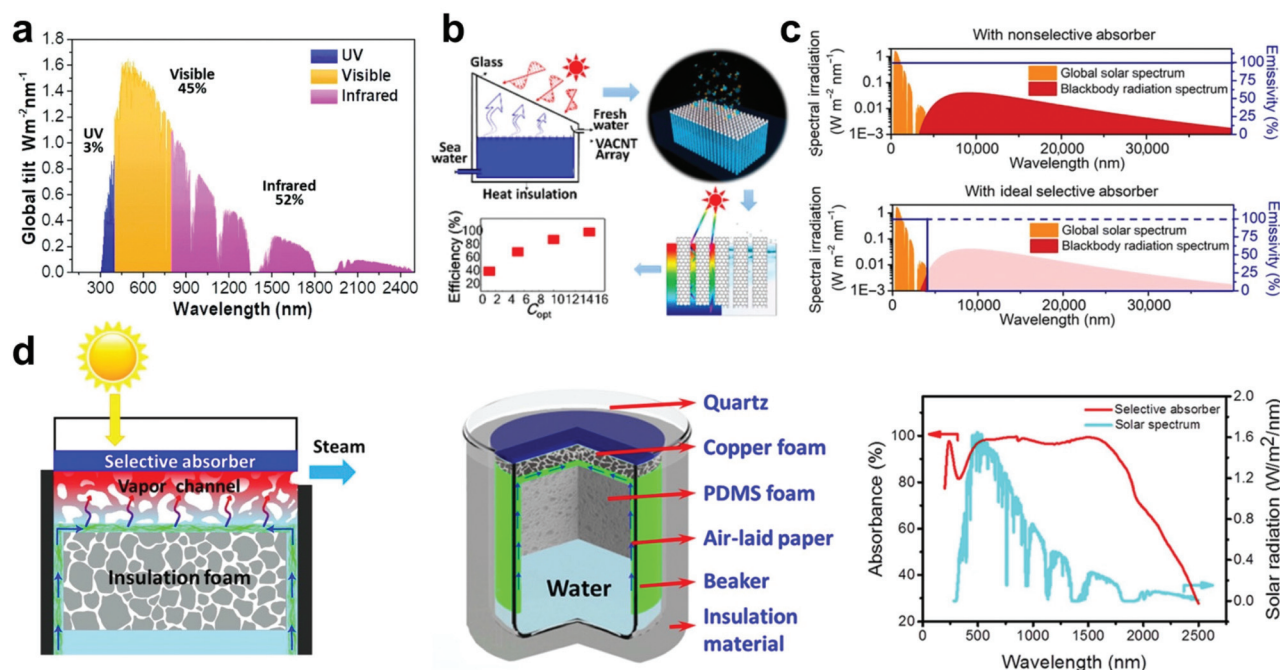 a
Global tilt Wm⁻²nm⁻¹
1.8
1.6
1.4
1.2
1.0
0.8
0.6
0.4
0.2
0.0
UV
Visible
Infrared
UV
3%
Visible
45%
Infrared
52%
300 600 900 1200 1500 1800 2100 2400
Wavelength (nm)
b
Glass
Fresh
water
VACNT
Array
Sea
water
Heat insulation
Efficiency (%)
100
80
60
40
20
0 2 4 6 8 10 12 14 16
Copt
c
With nonselective absorber
Spectral irradiation
(W m⁻² nm⁻¹)
1
0.1
0.01
1E−3
Global solar spectrum
Blackbody radiation spectrum
100
75
50
25
0
Emissivity (%)
0 10,000 20,000 30,000
Wavelength (nm)
With ideal selective absorber
Spectral irradiation
(W m⁻² nm⁻¹)
1
0.1
0.01
1E−3
Global solar spectrum
Blackbody radiation spectrum
100
75
50
25
0
Emissivity (%)
0 10,000 20,000 30,000
Wavelength (nm)
d
Selective absorber
Steam
Vapor channel
Insulation foam
Quartz
Copper foam
PDMS foam
Air-laid paper
Beaker
Insulation
material
Water
Absorbance (%)
100
90
80
70
60
50
40
30
20
Selective absorber
Solar spectrum
2.0
1.6
1.2
0.8
0.4
0.0
Solar radiation (W/m²/nm)
0 500 1000 1500 2000 2500
Wavelength (nm)